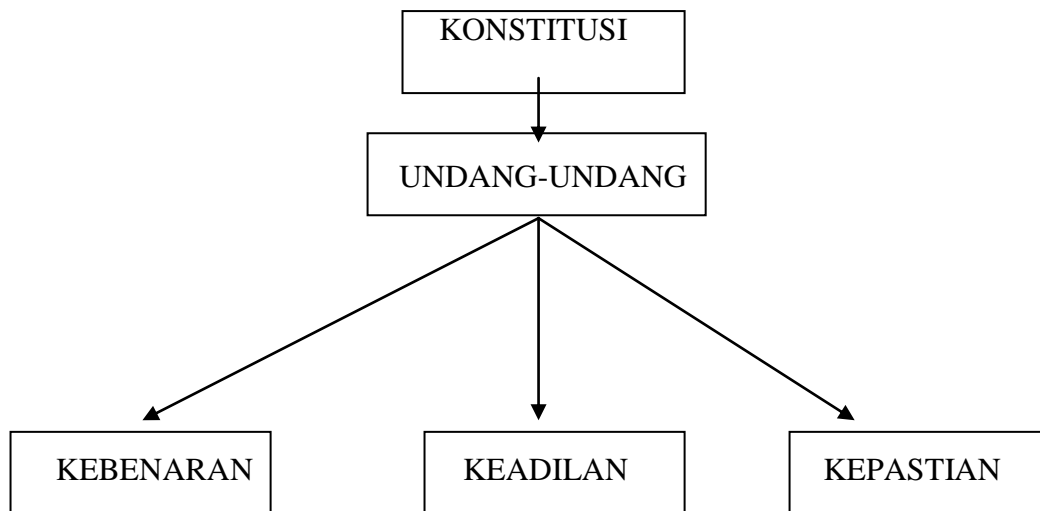 KONSTITUSI
UNDANG-UNDANG
KEBENARAN
KEADILAN
KEPASTIAN